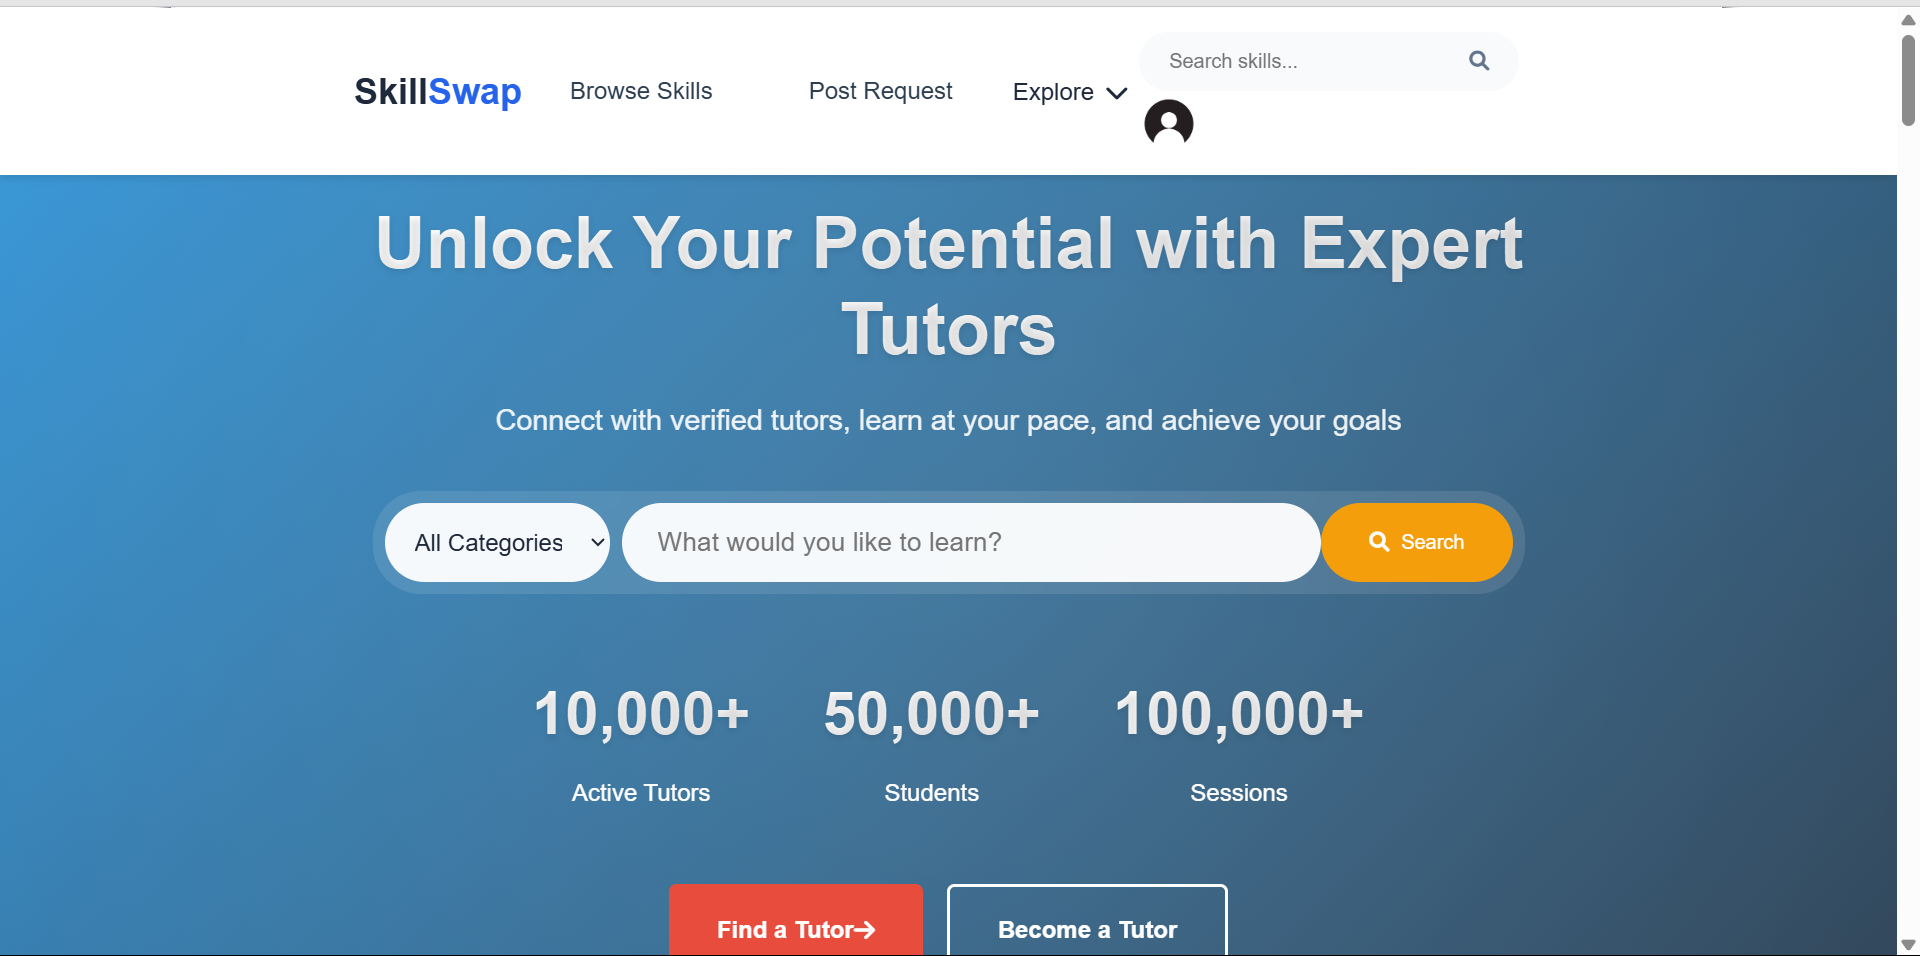 SkillSwap
Browse Skills
Post Request
Explore
Search skills...
Unlock Your Potential with Expert
Tutors
Connect with verified tutors, learn at your pace, and achieve your goals
All Categories
What would you like to learn?
Search
10,000+
50,000+
100,000+
Active Tutors
Students
Sessions
Find a Tutor
Become a Tutor